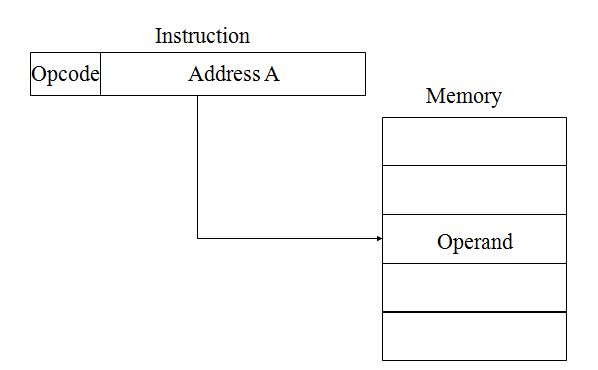 Instruction
Opcode
Address A
Memory
Operand